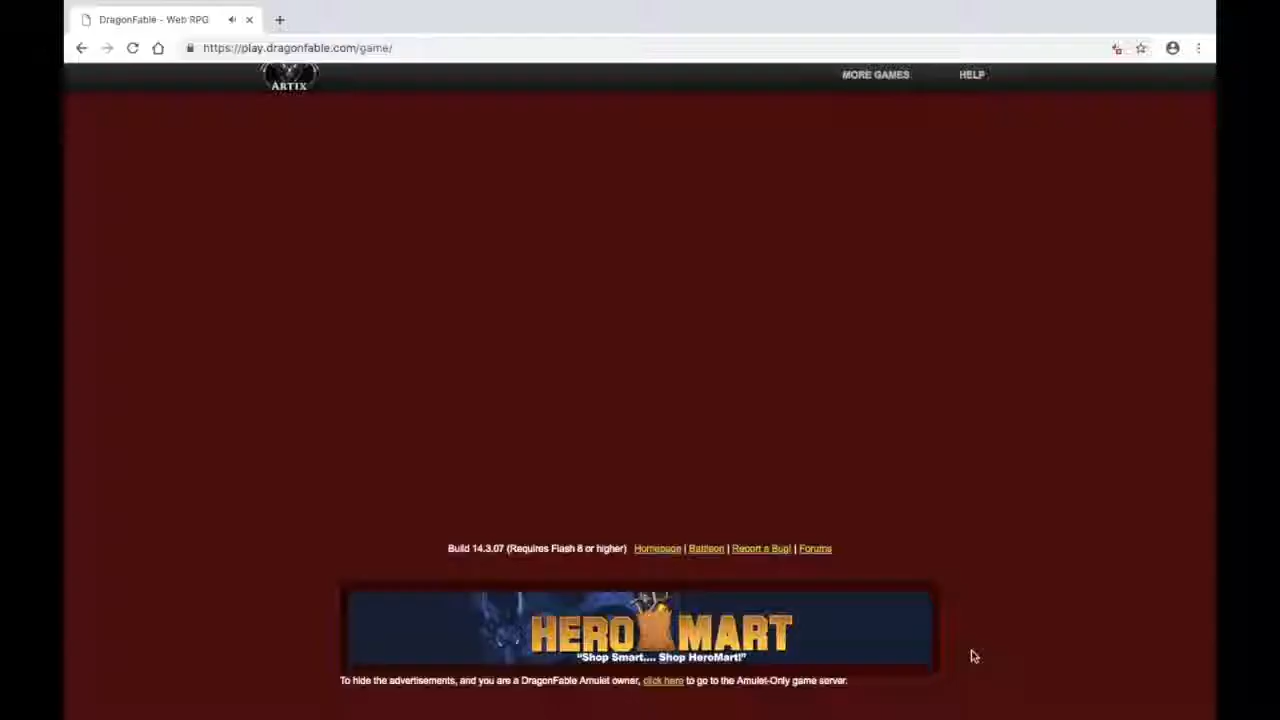 DragonFable - Web RPG
https://play.dragonfable.com/game/
ARTIX
MORE GAMES
HELP
Build 14.3.07 (Requires Flash 8 or higher) Homepage | Battleon | Report a Bug! | Forums
HERO MART
"Shop Smart.... Shop HeroMart!"
To hide the advertisements, and you are a DragonFable Amulet owner, click here to go to the Amulet-Only game server.